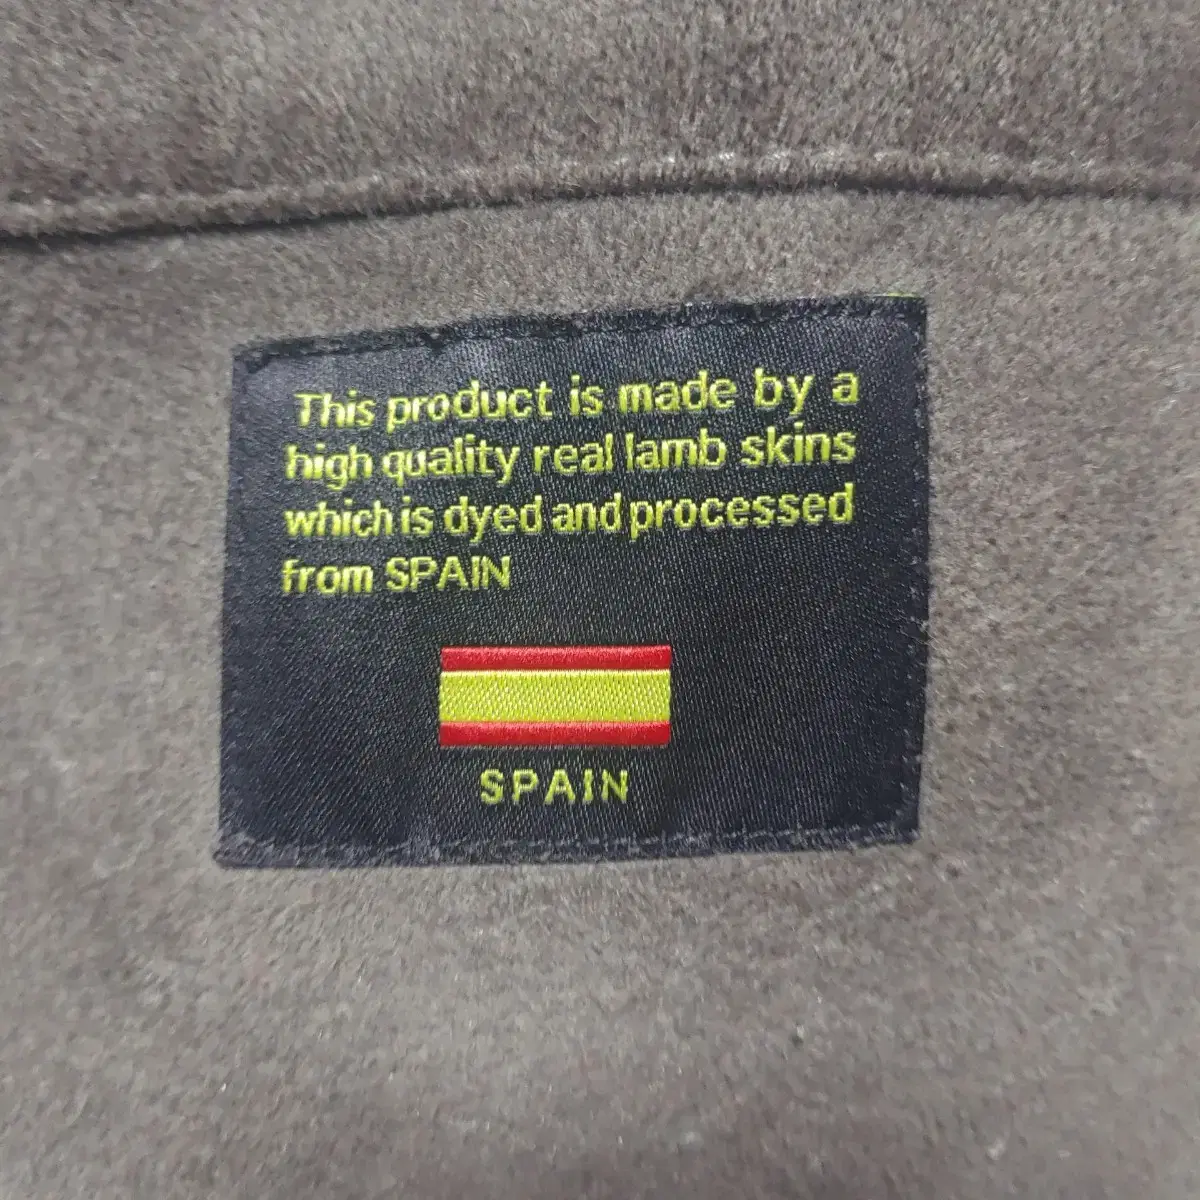 This product is made by a
high quality real lamb skins
which is dyed and processed
from SPAIN
SPAIN